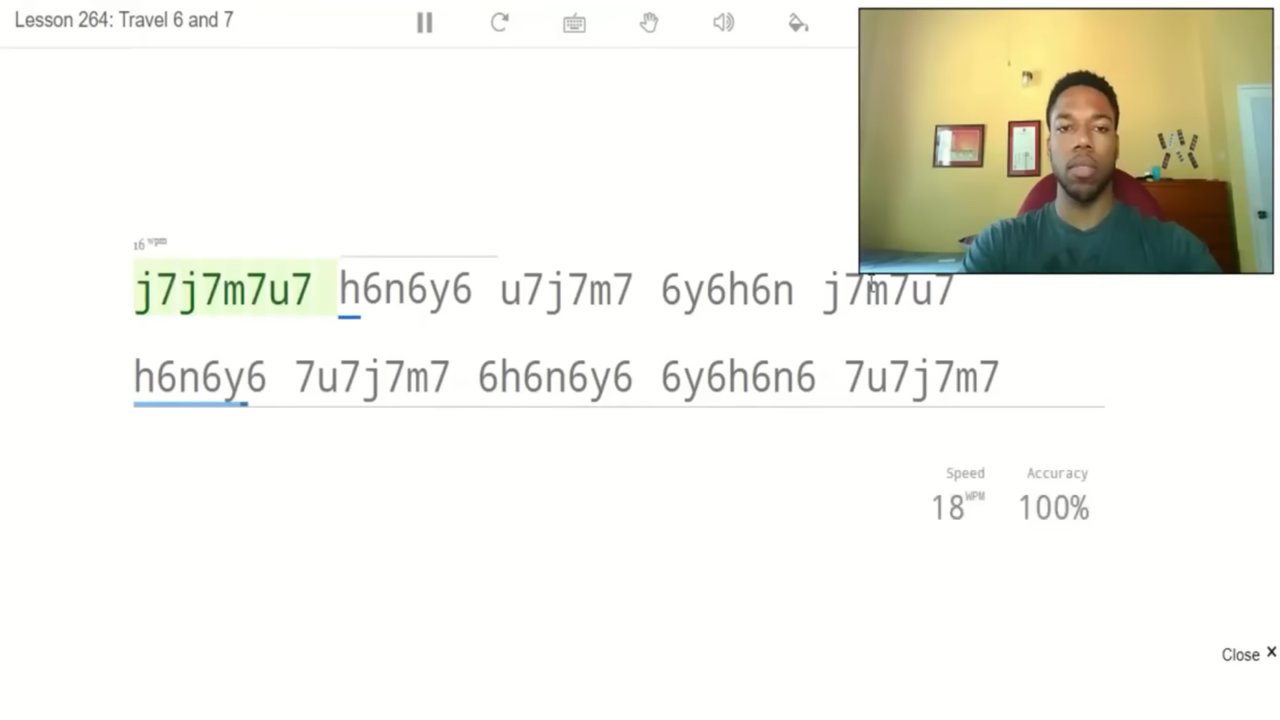 Lesson 264: Travel 6 and 7
16 wpm
j7j7m7u7 h6n6y6 u7j7m7 6y6h6n j7m7u7
h6n6y6 7u7j7m7 6h6n6y6 6y6h6n6 7u7j7m7
Speed Accuracy
18 WPM 100%
Close ×